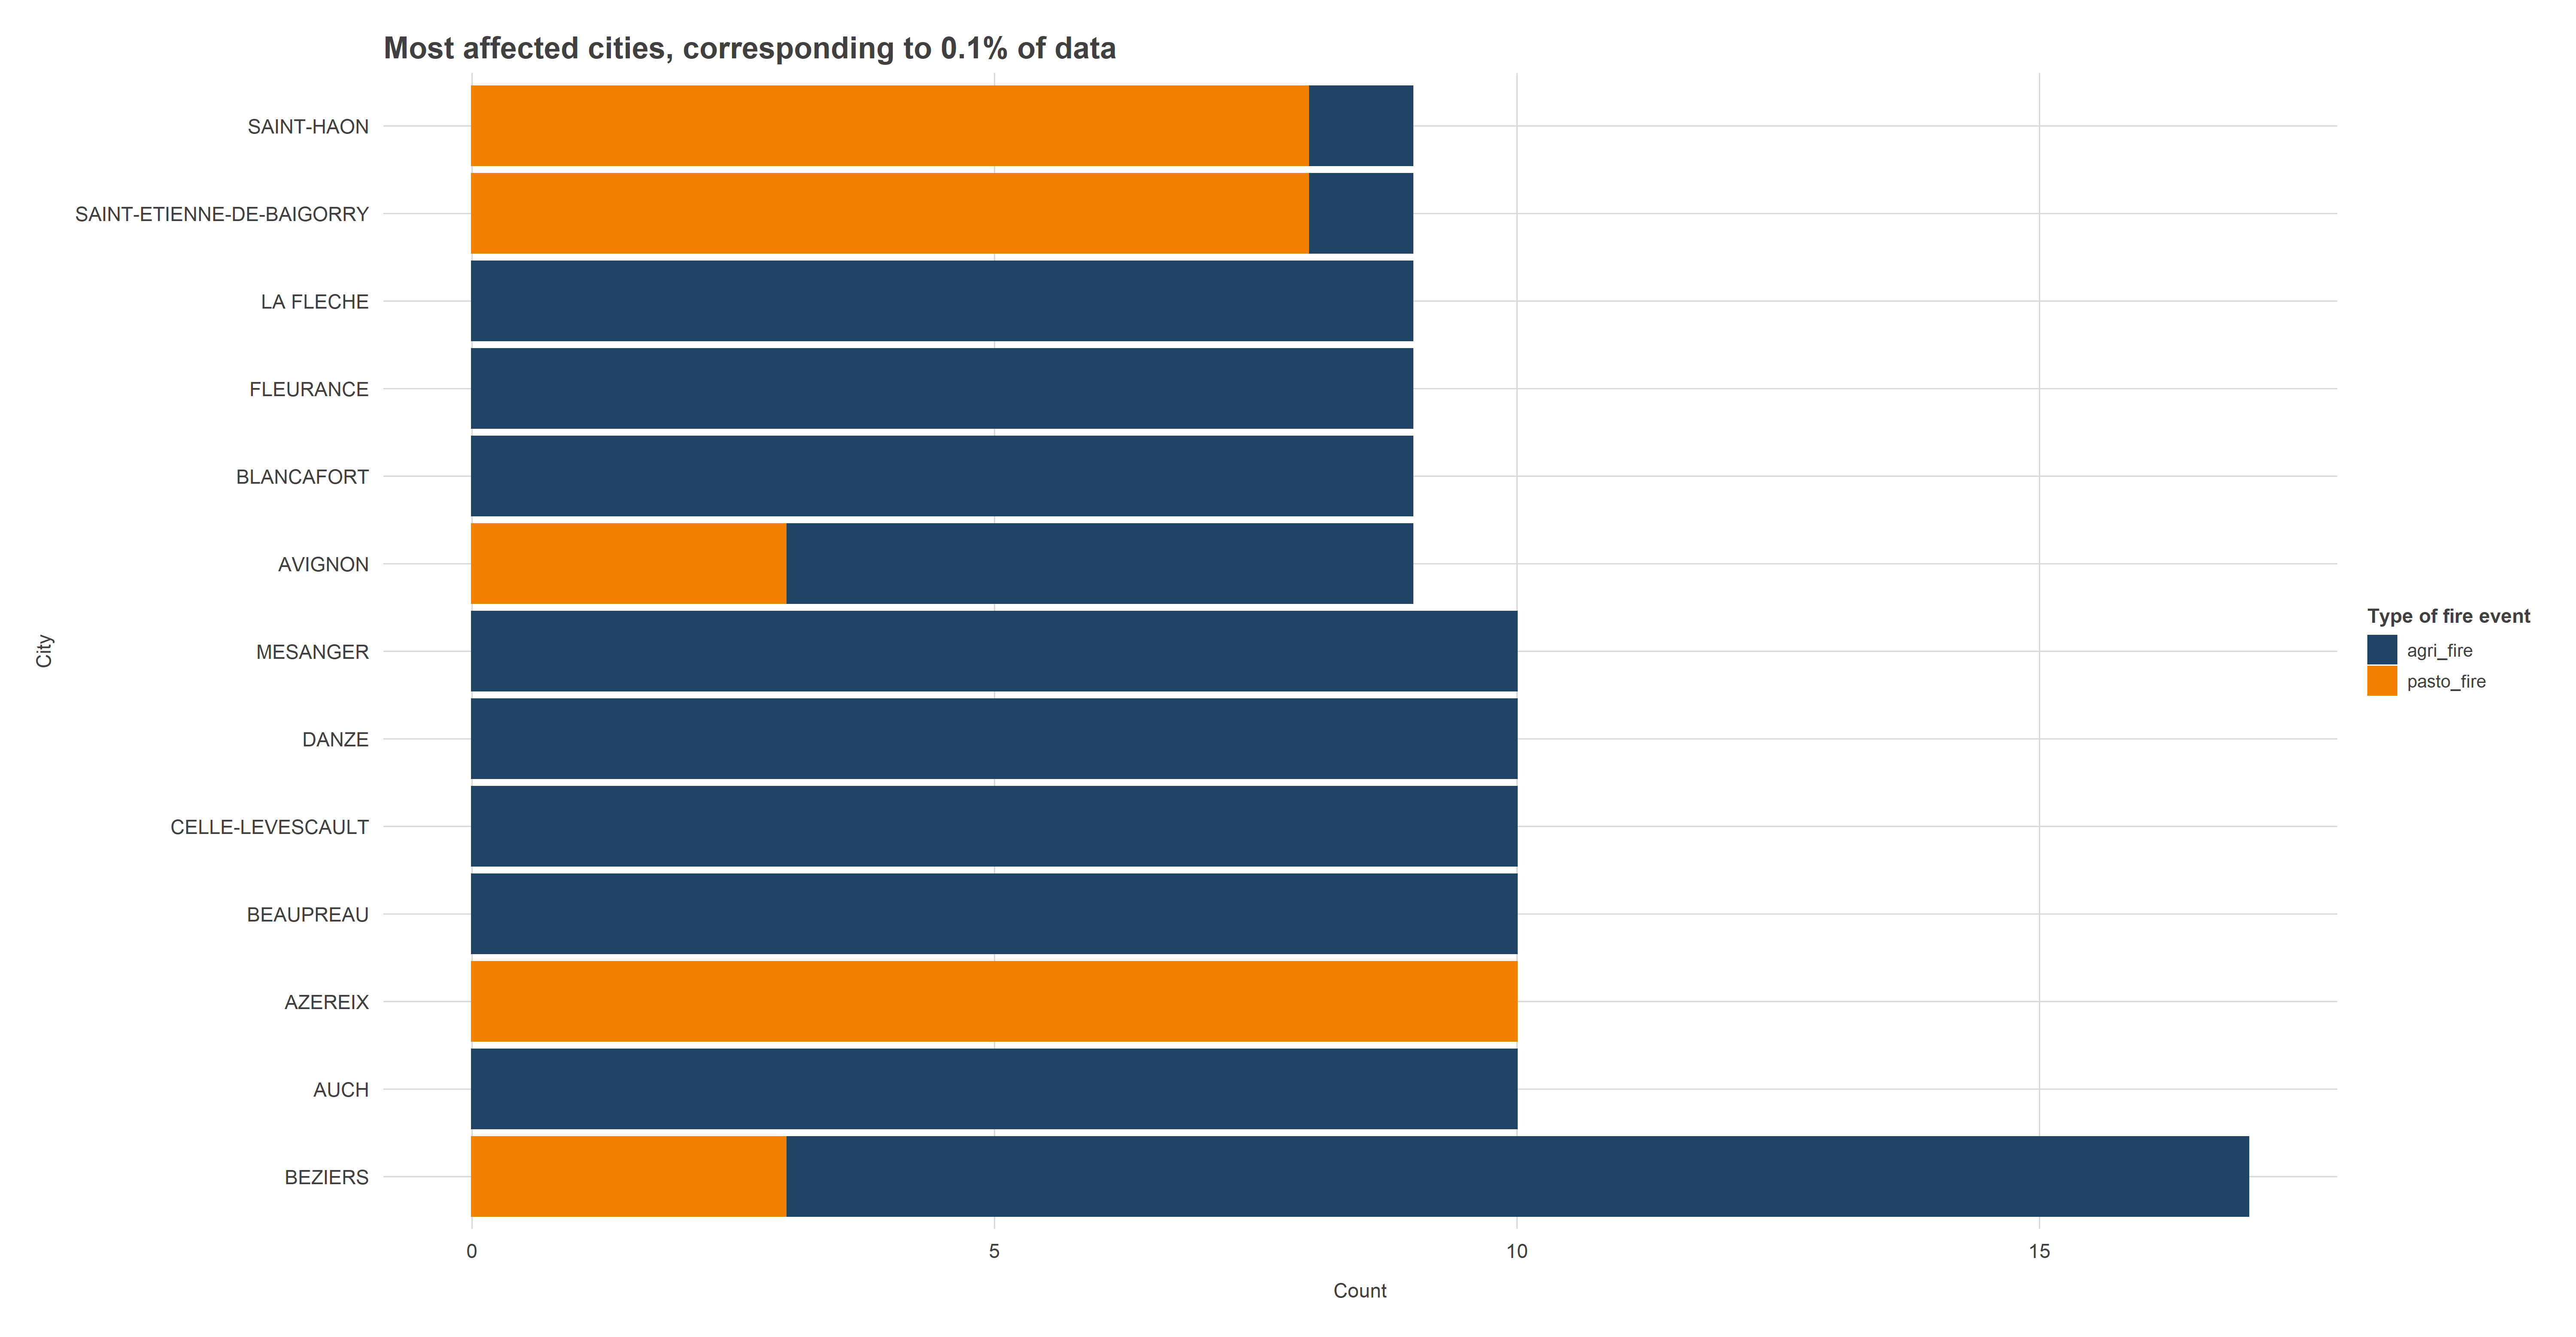 Most affected cities, corresponding to 0.1% of data
SAINT-HAON
SAINT-ETIENNE-DE-BAIGORRY
LA FLECHE
FLEURANCE
BLANCAFORT
AVIGNON
MESANGER
DANZE
CELLE-LEVESCAULT
BEAUPREAU
AZEREIX
AUCH
BEZIERS
City
0 5 10 15
Count
Type of fire event
agri_fire
pasto_fire